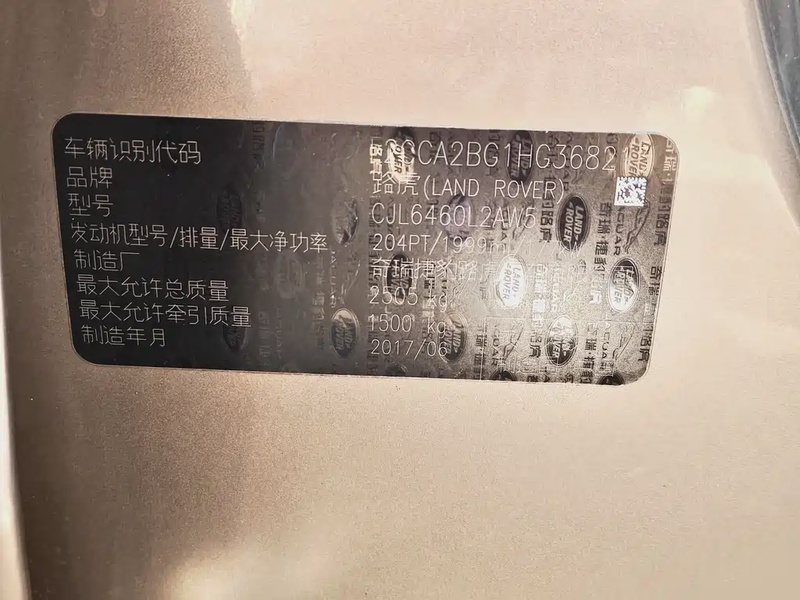 车辆识别代码 CCA2BG1HG3682
品牌 路虎(LAND ROVER)
型号 CJL6460L2AW5
发动机型号/排量/最大净功率 204PT/1999
制造厂 奇瑞捷豹路
最大允许总质量 2505 kg
最大允许牵引质量 1500 kg
制造年月 2017/06